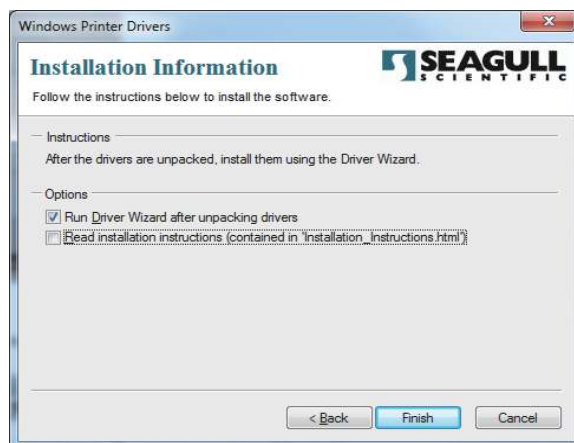 Windows Printer Drivers
Installation Information
SEAGULL
SCIENTIFIC
Follow the instructions below to install the software.
Instructions
After the drivers are unpacked, install them using the Driver Wizard.
Options
Run Driver Wizard after unpacking drivers
Read installation instructions (contained in 'Installation_Instructions.html')
< Back
Finish
Cancel